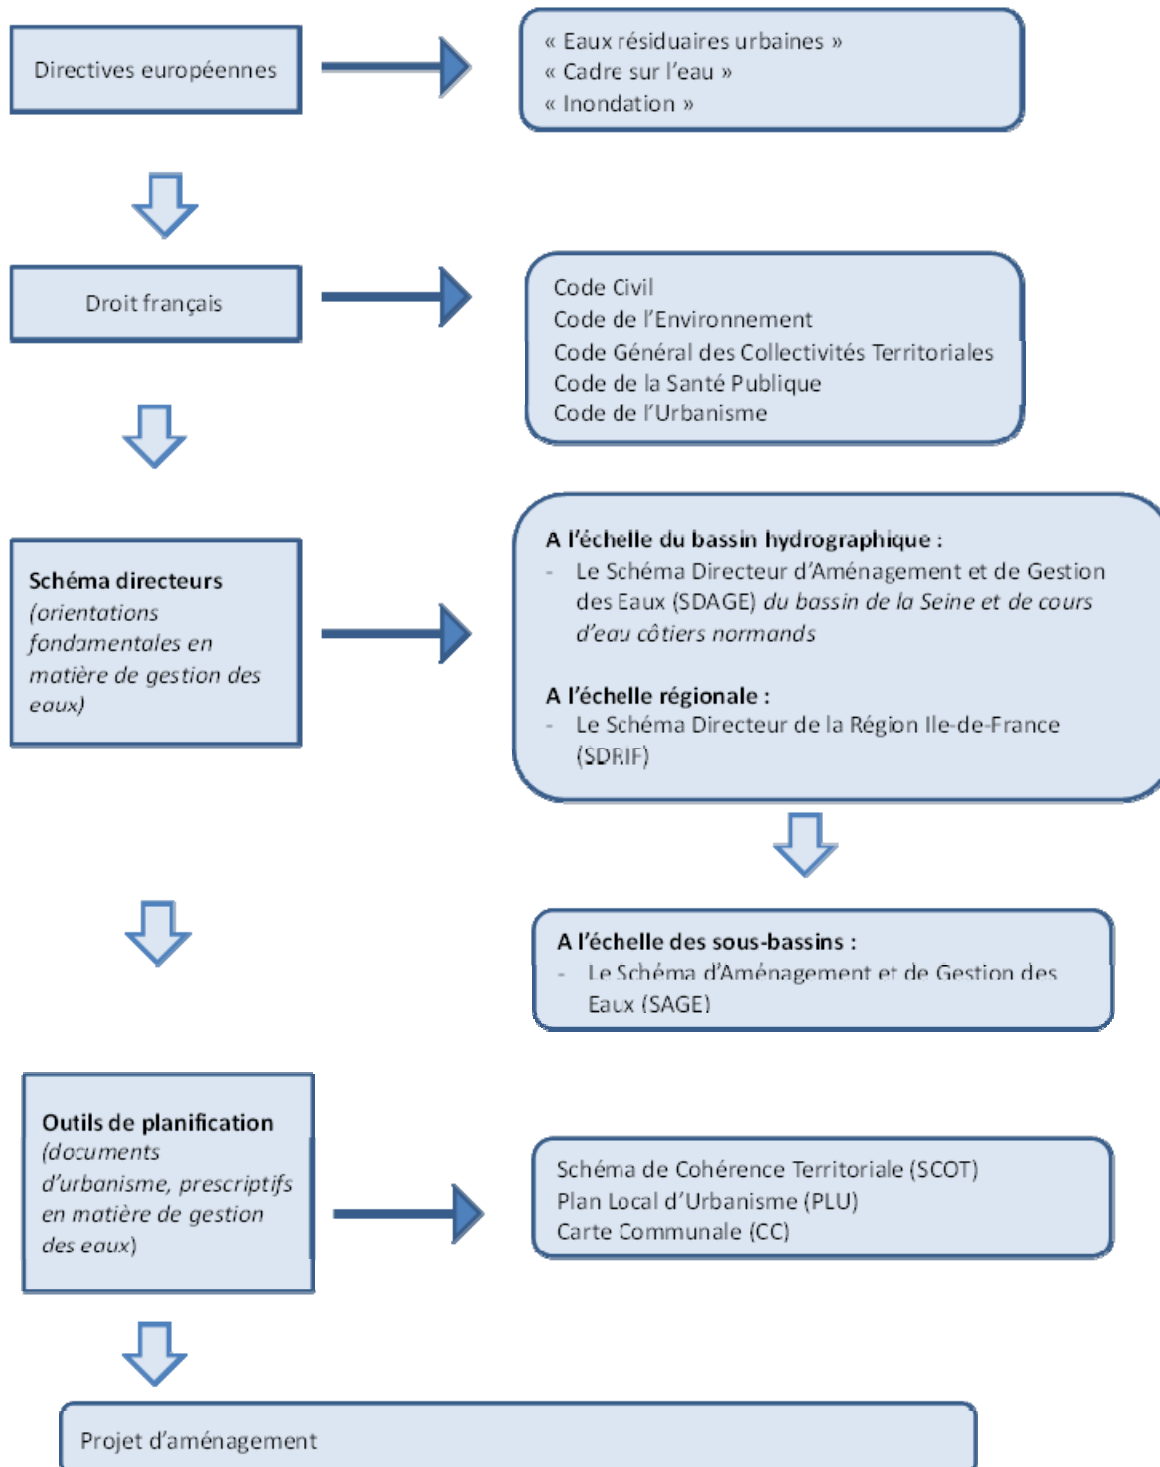 Directives européennes
« Eaux résiduaires urbaines »
« Cadre sur l’eau »
« Inondation »
Droit français
Code Civil
Code de l’Environnement
Code Général des Collectivités Territoriales
Code de la Santé Publique
Code de l’Urbanisme
Schéma directeurs
(orientations
fondamentales en
matière de gestion des
eaux)
A l’échelle du bassin hydrographique :
- Le Schéma Directeur d’Aménagement et de Gestion
des Eaux (SDAGE) du bassin de la Seine et de cours
d’eau côtiers normands
A l’échelle régionale :
- Le Schéma Directeur de la Région Ile-de-France
(SDRIF)
A l’échelle des sous-bassins :
- Le Schéma d’Aménagement et de Gestion des
Eaux (SAGE)
Outils de planification
(documents
d’urbanisme, prescriptifs
en matière de gestion
des eaux)
Schéma de Cohérence Territoriale (SCOT)
Plan Local d’Urbanisme (PLU)
Carte Communale (CC)
Projet d’aménagement